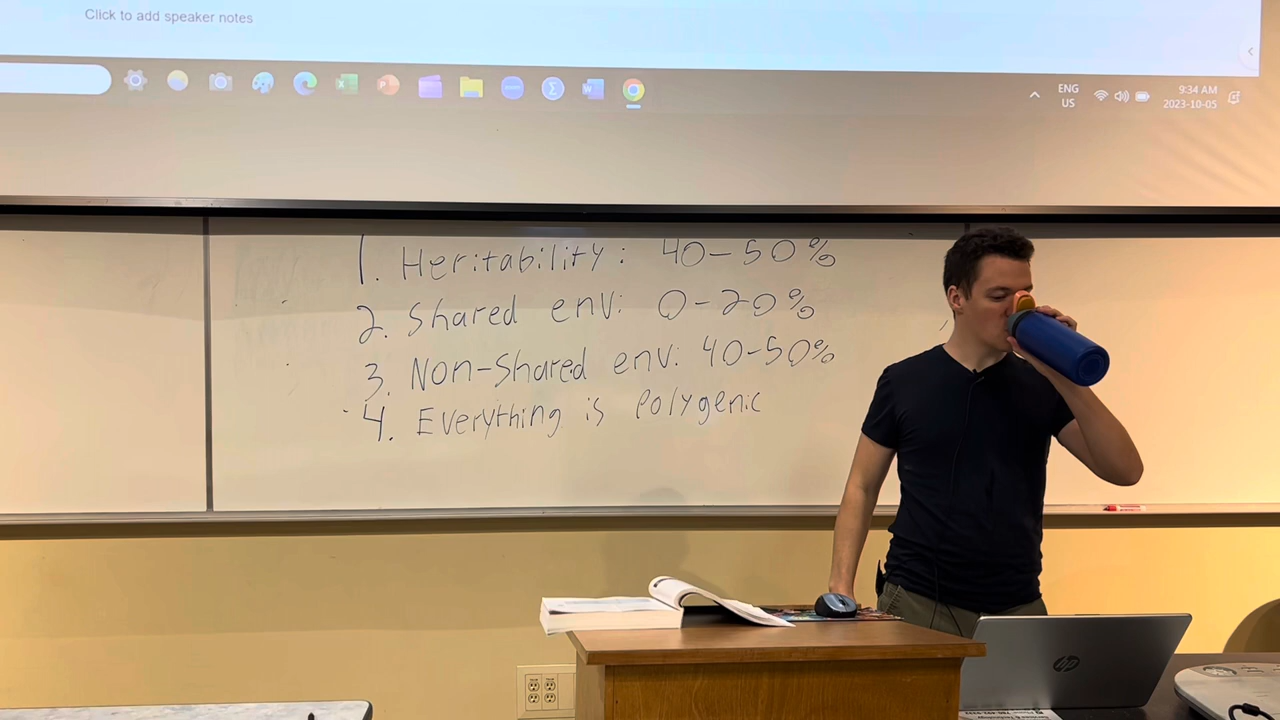 Click to add speaker notes
ENG
US
9:34 AM
2023-10-05
1. Heritability: 40-50%
2. Shared env: 0-20%
3. Non-Shared env: 40-50%
4. Everything is polygenic
hp